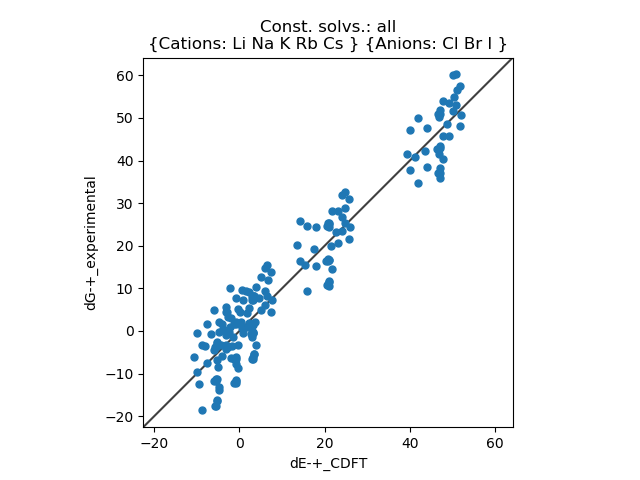 Const. solvs.: all
{Cations: Li Na K Rb Cs } {Anions: Cl Br I }
60
50
40
30
20
10
0
−10
−20
dG-+_experimental
−20 0 20 40 60
dE-+_CDFT